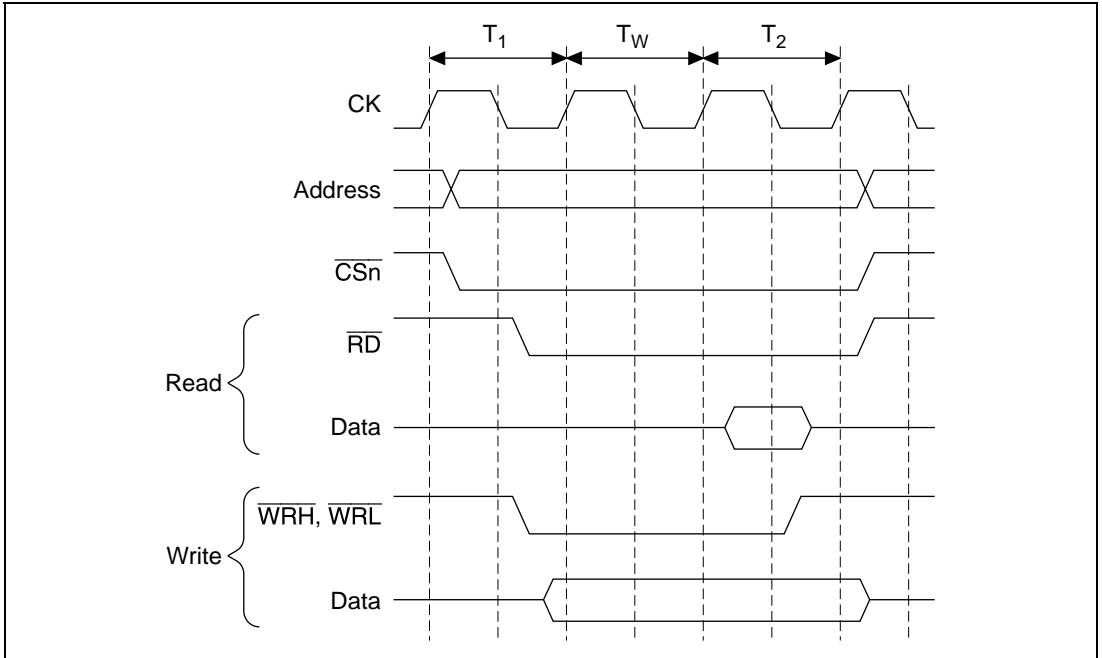 T1 TW T2
CK
Address
CSn
RD
Read
Data
WRH, WRL
Write
Data